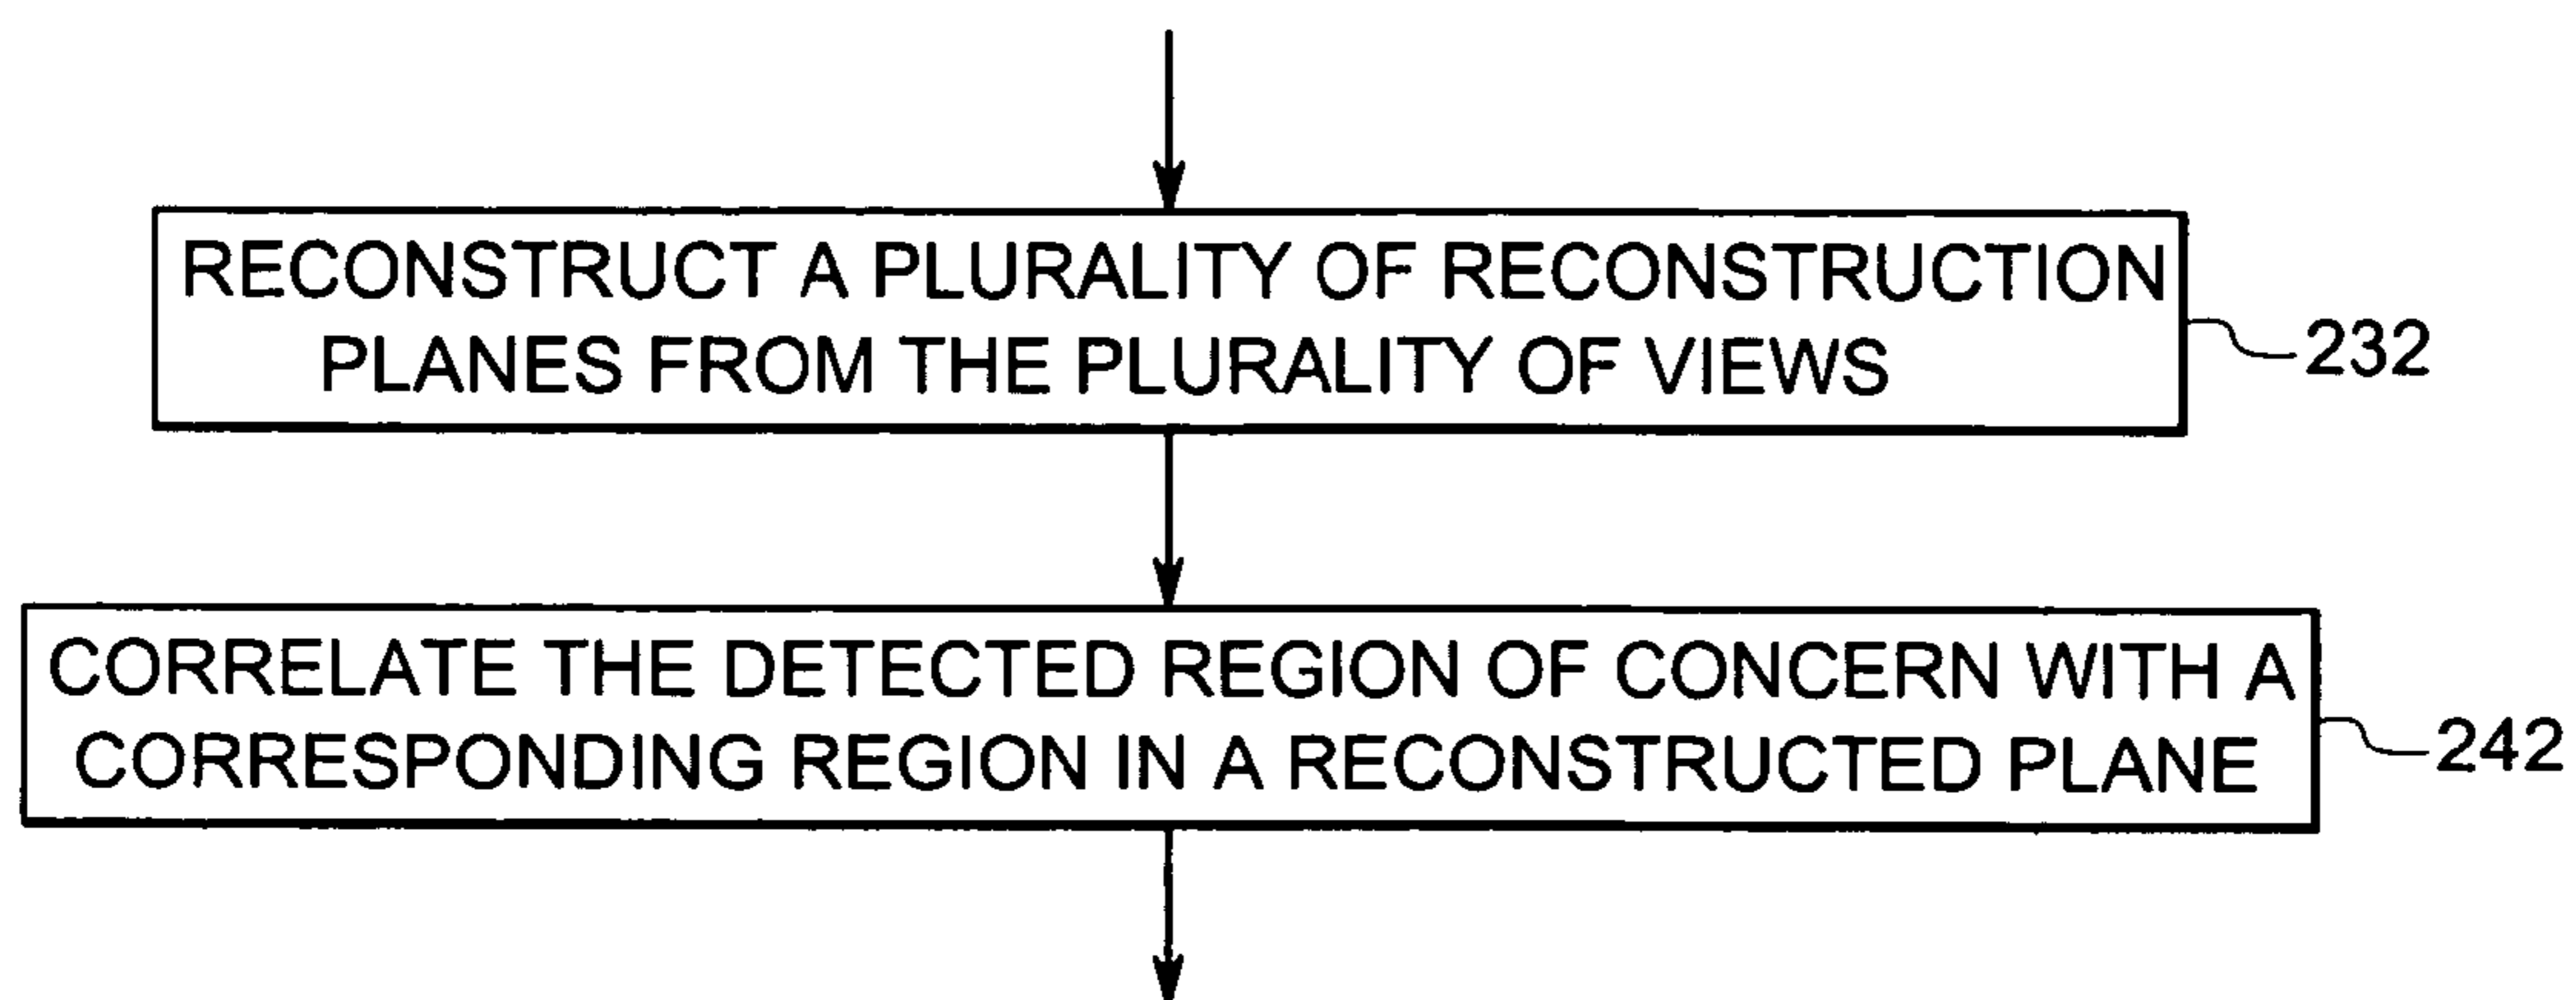 RECONSTRUCT A PLURALITY OF RECONSTRUCTION
PLANES FROM THE PLURALITY OF VIEWS
232
CORRELATE THE DETECTED REGION OF CONCERN WITH A
CORRESPONDING REGION IN A RECONSTRUCTED PLANE
242